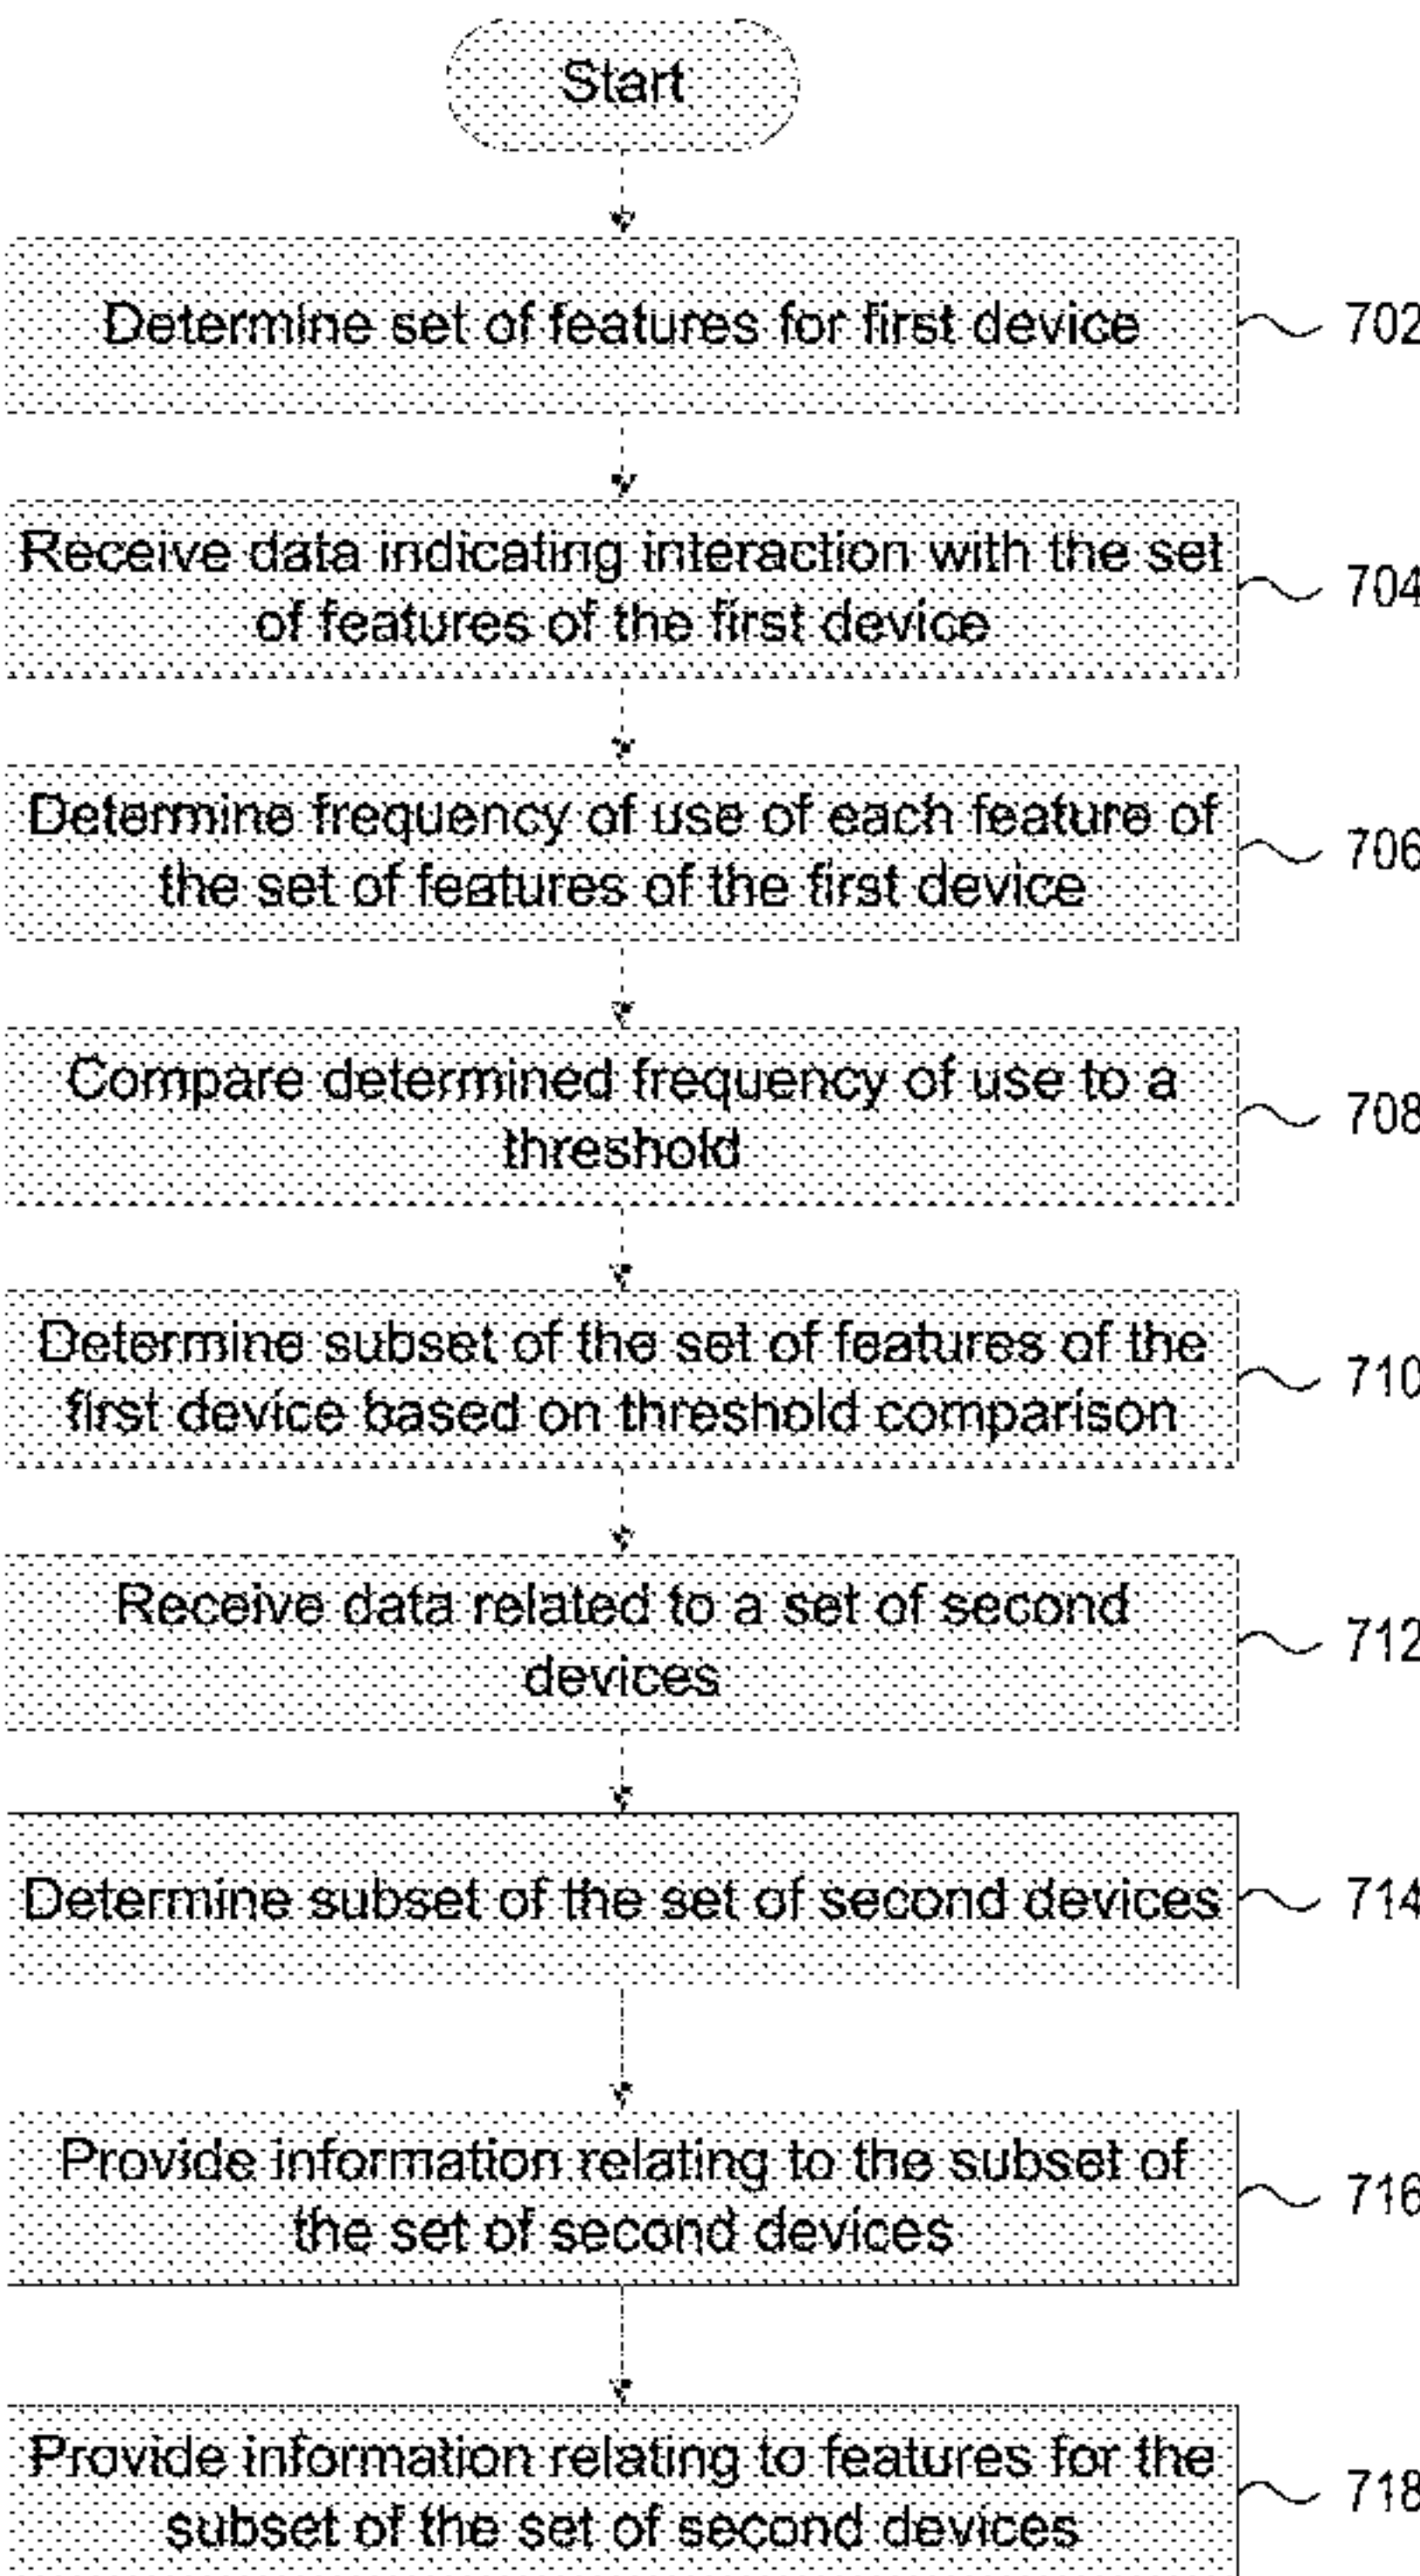 Start
Determine set of features for first device
702
Receive data indicating interaction with the set
of features of the first device
704
Determine frequency of use of each feature of
the set of features of the first device
706
Compare determined frequency of use to a
threshold
708
Determine subset of the set of features of the
first device based on threshold comparison
710
Receive data related to a set of second
devices
712
Determine subset of the set of second devices
714
Provide information relating to the subset of
the set of second devices
716
Provide information relating to features for the
subset of the set of second devices
718